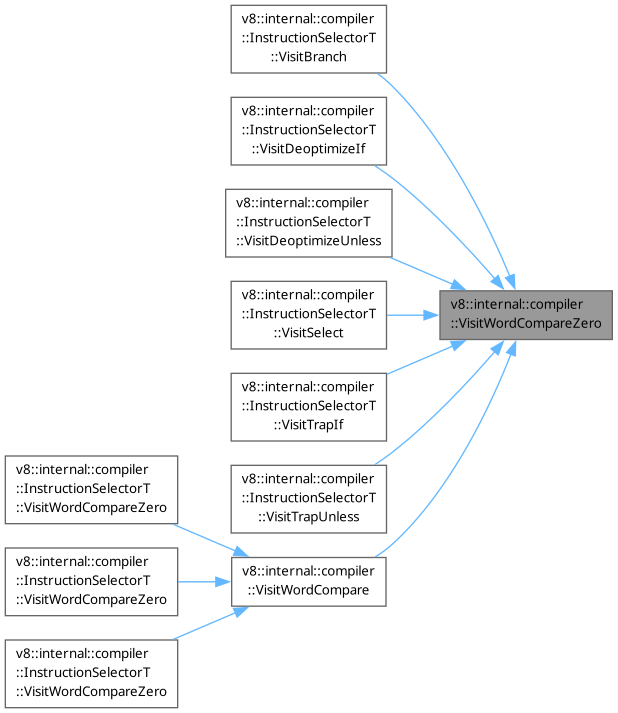 v8::internal::compiler
::InstructionSelectorT
::VisitBranch
v8::internal::compiler
::InstructionSelectorT
::VisitDeoptimizeIf
v8::internal::compiler
::InstructionSelectorT
::VisitDeoptimizeUnless
v8::internal::compiler
::InstructionSelectorT
::VisitSelect
v8::internal::compiler
::VisitWordCompareZero
v8::internal::compiler
::InstructionSelectorT
::VisitTrapIf
v8::internal::compiler
::InstructionSelectorT
::VisitTrapUnless
v8::internal::compiler
::InstructionSelectorT
::VisitWordCompareZero
v8::internal::compiler
::InstructionSelectorT
::VisitWordCompareZero
v8::internal::compiler
::VisitWordCompare
v8::internal::compiler
::InstructionSelectorT
::VisitWordCompareZero